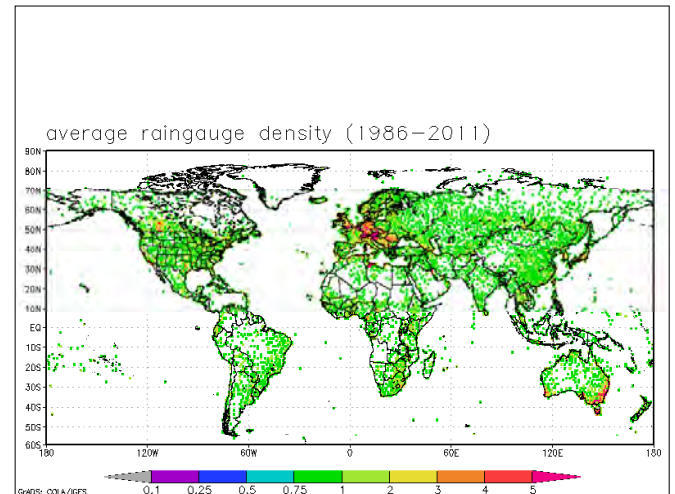 average raingauge density (1986-2011)
90N
80N
70N
60N
50N
40N
30N
20N
10N
EQ
10S
20S
30S
40S
50S
60S
180 120W 60W 0 60E 120E 180
0.1 0.25 0.5 0.75 1 2 3 4 5
GrADS: COLA/IGES